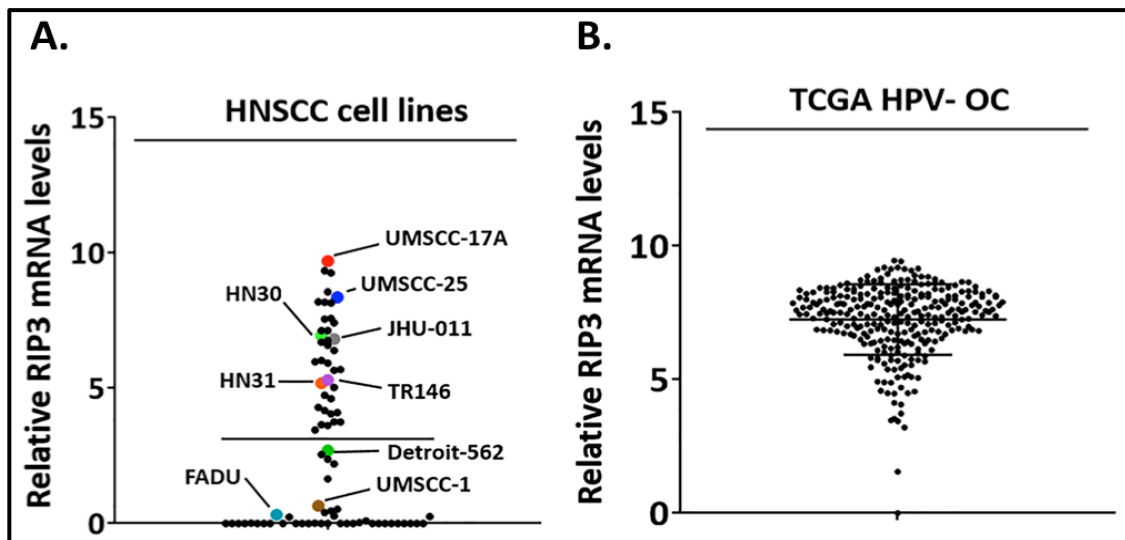 A.
HNSCC cell lines
Relative RIP3 mRNA levels
15
10
5
0
UMSCC-17A
UMSCC-25
HN30
JHU-011
HN31
TR146
Detroit-562
FADU
UMSCC-1
B.
TCGA HPV- OC
Relative RIP3 mRNA levels
15
10
5
0